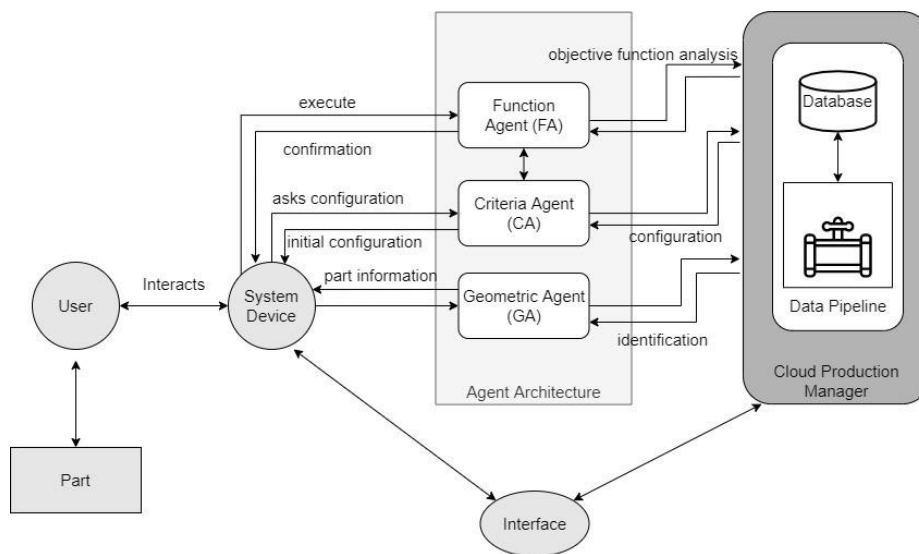 objective function analysis
execute
Function
Agent (FA)
Database
confirmation
asks configuration
Criteria Agent
(CA)
initial configuration
configuration
part information
Interacts
User
System
Device
Geometric Agent
(GA)
Data Pipeline
identification
Agent Architecture
Cloud Production
Manager
Part
Interface